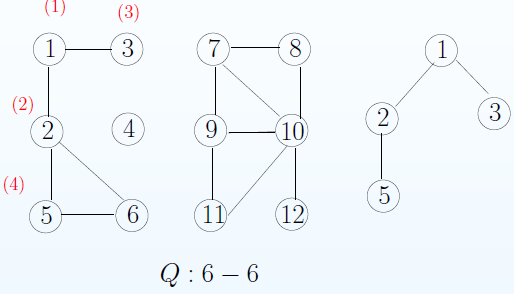 (1) (3)
1 3 7 8 1
(2)
2 4 9 10 2 3
(4)
5 6 11 12 5
Q : 6 − 6